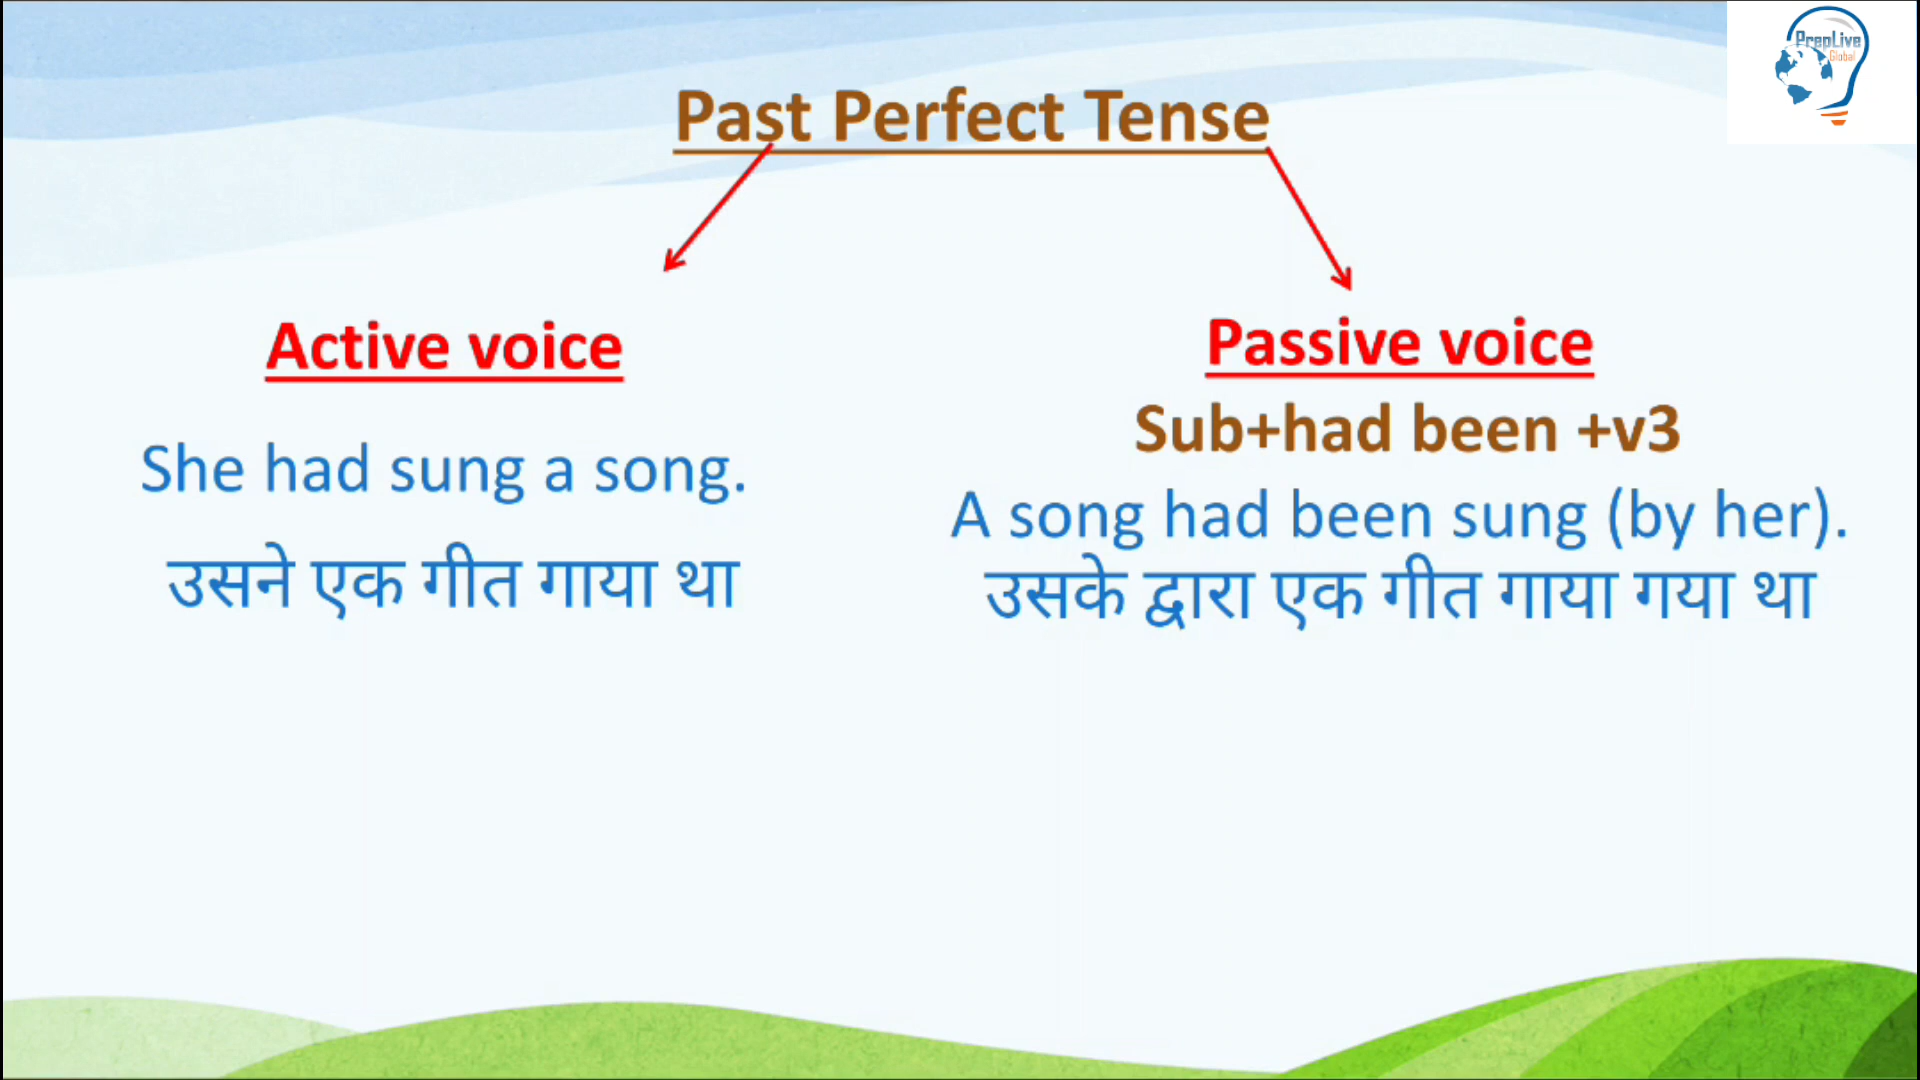 PrepLive
Global
Past Perfect Tense
Active voice
She had sung a song.
उसने एक गीत गाया था
Passive voice
Sub+had been +v3
A song had been sung (by her).
उसके द्वारा एक गीत गाया गया था